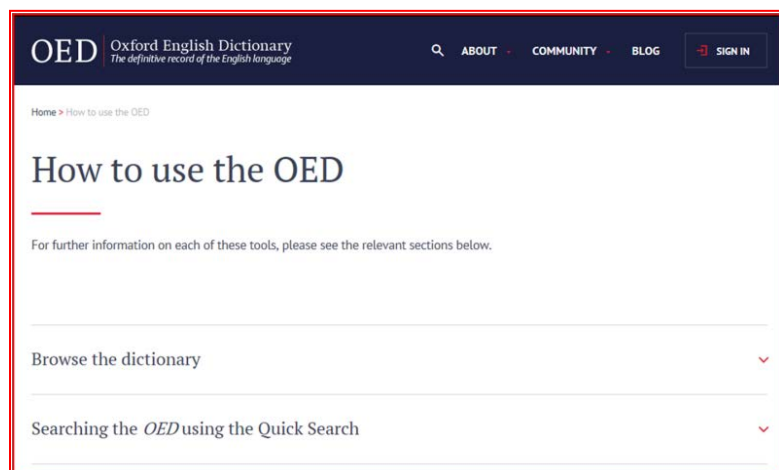 OED Oxford English Dictionary
The definitive record of the English language
ABOUT
COMMUNITY
BLOG
SIGN IN
Home > How to use the OED
How to use the OED
For further information on each of these tools, please see the relevant sections below.
Browse the dictionary
Searching the OED using the Quick Search